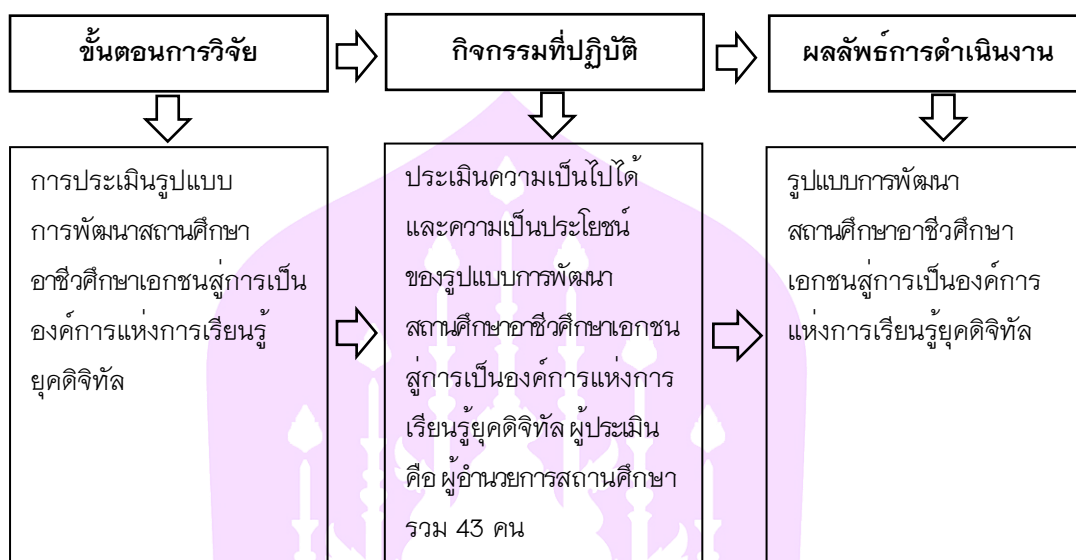 ขั้นตอนการวิจัย
กิจกรรมที่ปฏิบัติ
ผลลัพธ์การดำเนินงาน
การประเมินรูปแบบ
การพัฒนาสถานศึกษา
อาชีวศึกษาเอกชนสู่การเป็น
องค์การแห่งการเรียนรู้
ยุคดิจิทัล
ประเมินความเป็นไปได้
และความเป็นประโยชน์
ของรูปแบบการพัฒนา
สถานศึกษาอาชีวศึกษาเอกชน
สู่การเป็นองค์การแห่งการ
เรียนรู้ยุคดิจิทัล ผู้ประเมิน
คือ ผู้อำนวยการสถานศึกษา
รวม 43 คน
รูปแบบการพัฒนา
สถานศึกษาอาชีวศึกษา
เอกชนสู่การเป็นองค์การ
แห่งการเรียนรู้ยุคดิจิทัล